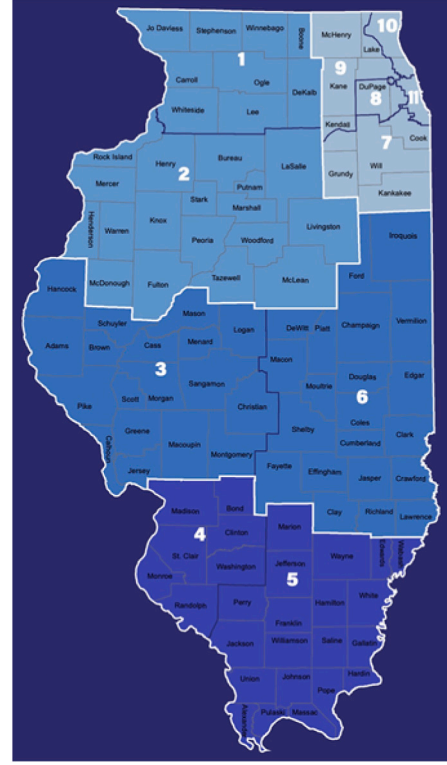 Jo Daviess Stephenson Winnebago Boone McHenry 10
Lake
1 9
Carroll Ogle Kane DuPage 11
DeKalb 8
Whiteside Lee
Kendall Cook
7
Rock Island Henry Bureau LaSalle Grundy Will
Mercer 2 Kankakee
Putnam
Stark
Marshall
Henderson Warren Knox Livingston Iroquois
Peoria Woodford
McDonough Fulton Tazewell McLean Ford
Hancock
Mason
Schuyler Logan DeWitt Piatt Champaign Vermilion
Adams Brown Cass Menard Macon
3
Sangamon Douglas Edgar
Scott Morgan Moultrie 6
Pike Christian Coles
Greene Shelby Cumberland Clark
Calhoun Macoupin Montgomery
Jersey Fayette Effingham Jasper Crawford
Madison Bond Clay Richland Lawrence
Marion
4 Clinton Wayne Edwards Wabash
St. Clair Jefferson
Washington 5
Monroe White
Randolph Perry Hamilton
Franklin
Jackson Williamson Saline Gallatin
Union Johnson Hardin
Pope
Alexander Pulaski Massac